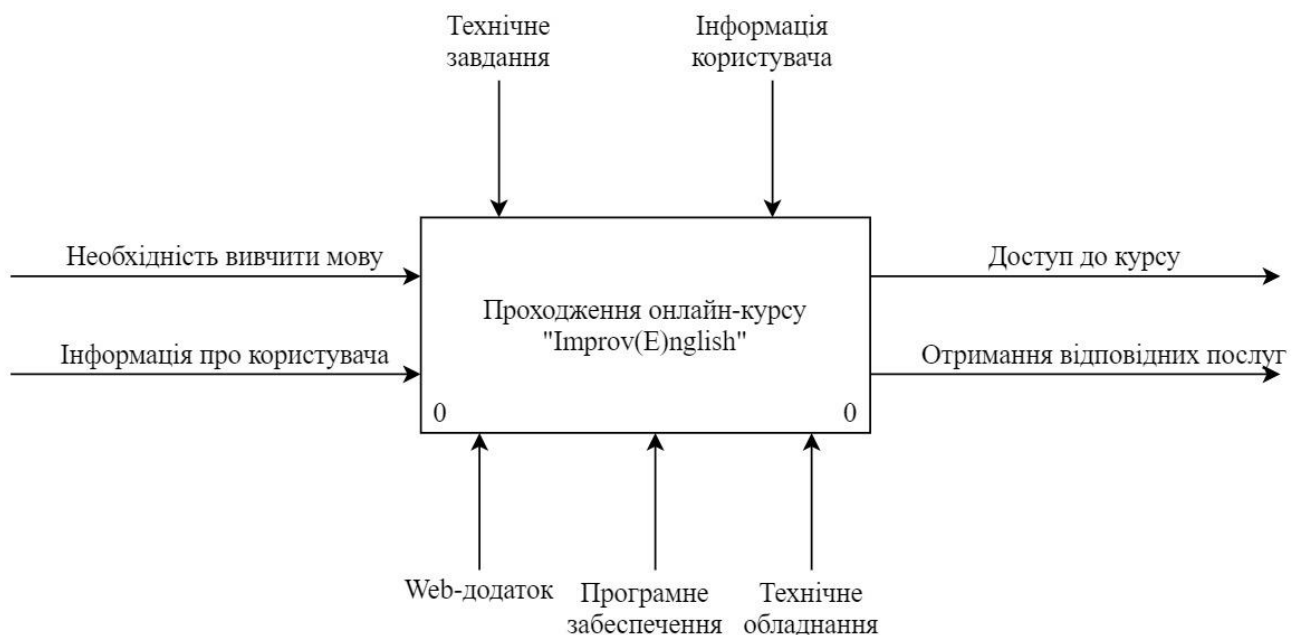 Технічне
завдання
Інформація
користувача
Необхідність вивчити мову
Інформація про користувача
Проходження онлайн-курсу
"Improv(E)nglish"
0
0
Доступ до курсу
Отримання відповідних послуг
Web-додаток
Програмне
забеспечення
Технічне
обладнання